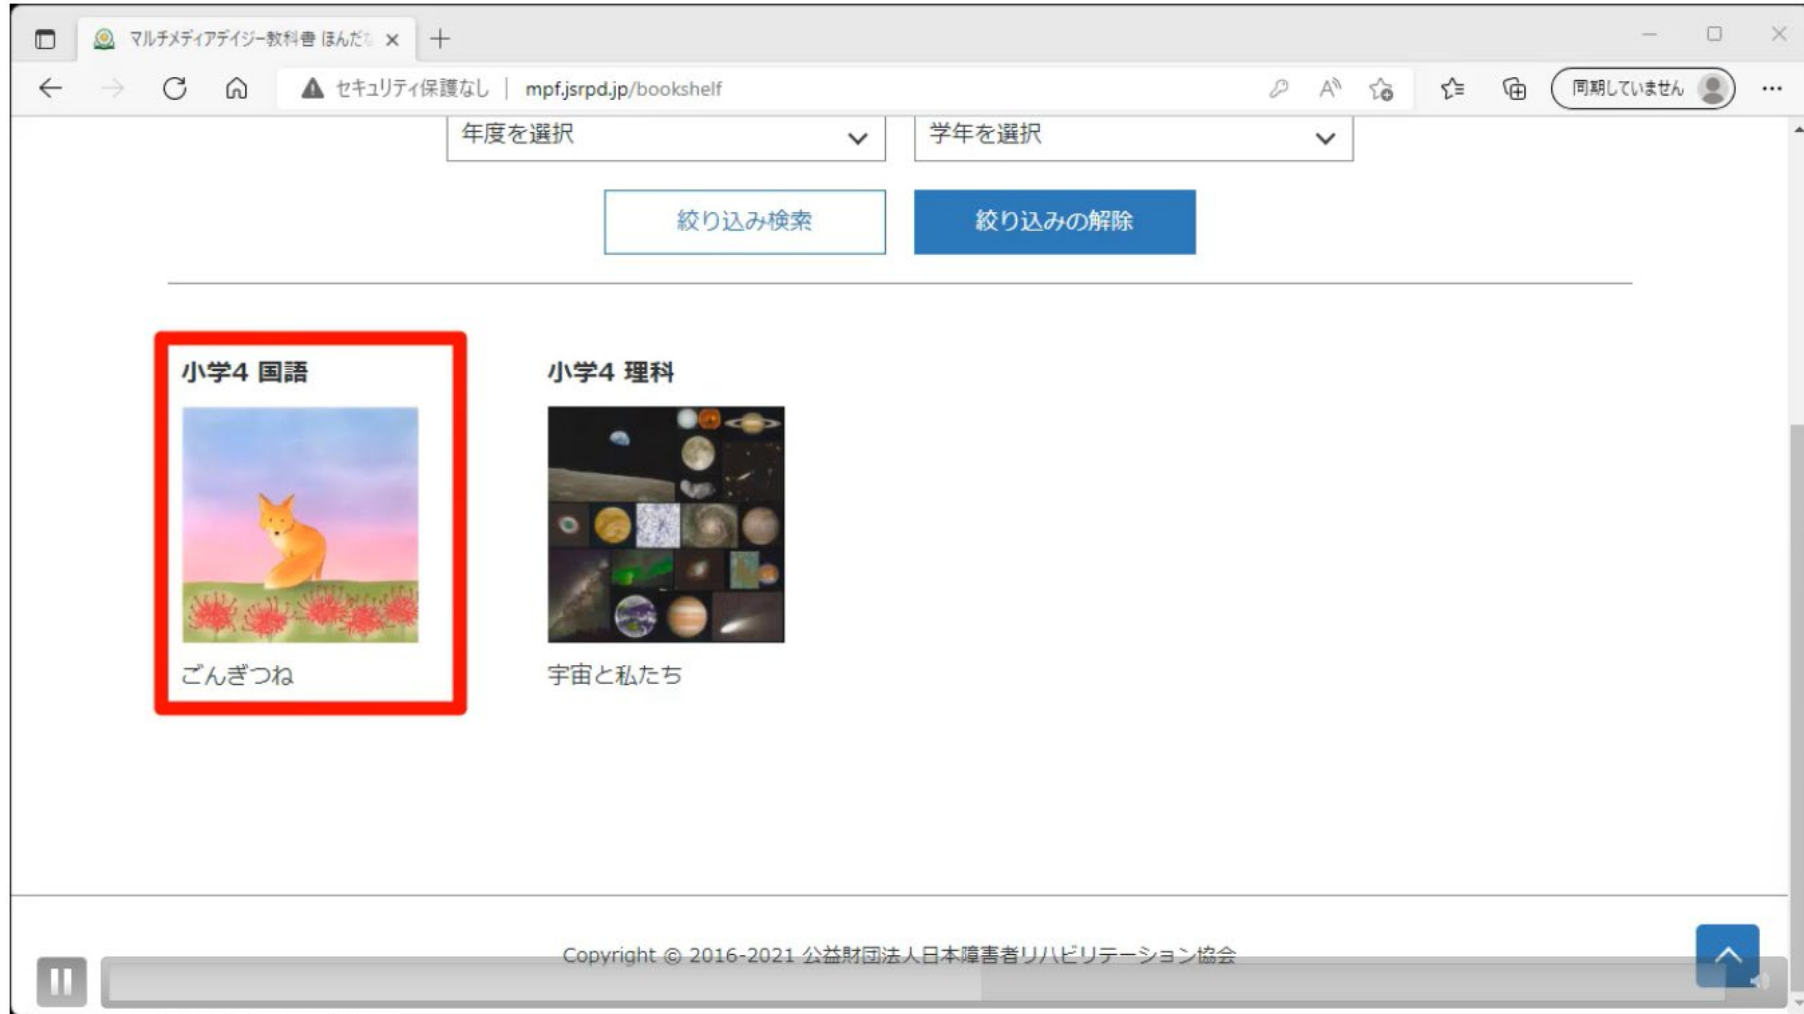 マルチメディアデイジー教科書 ほんだな
セキュリティ保護なし | mpf.jsrpd.jp/bookshelf
同期していません
年度を選択
学年を選択
絞り込み検索
絞り込みの解除
小学4 国語
ごんぎつね
小学4 理科
宇宙と私たち
Copyright © 2016-2021 公益財団法人日本障害者リハビリテーション協会